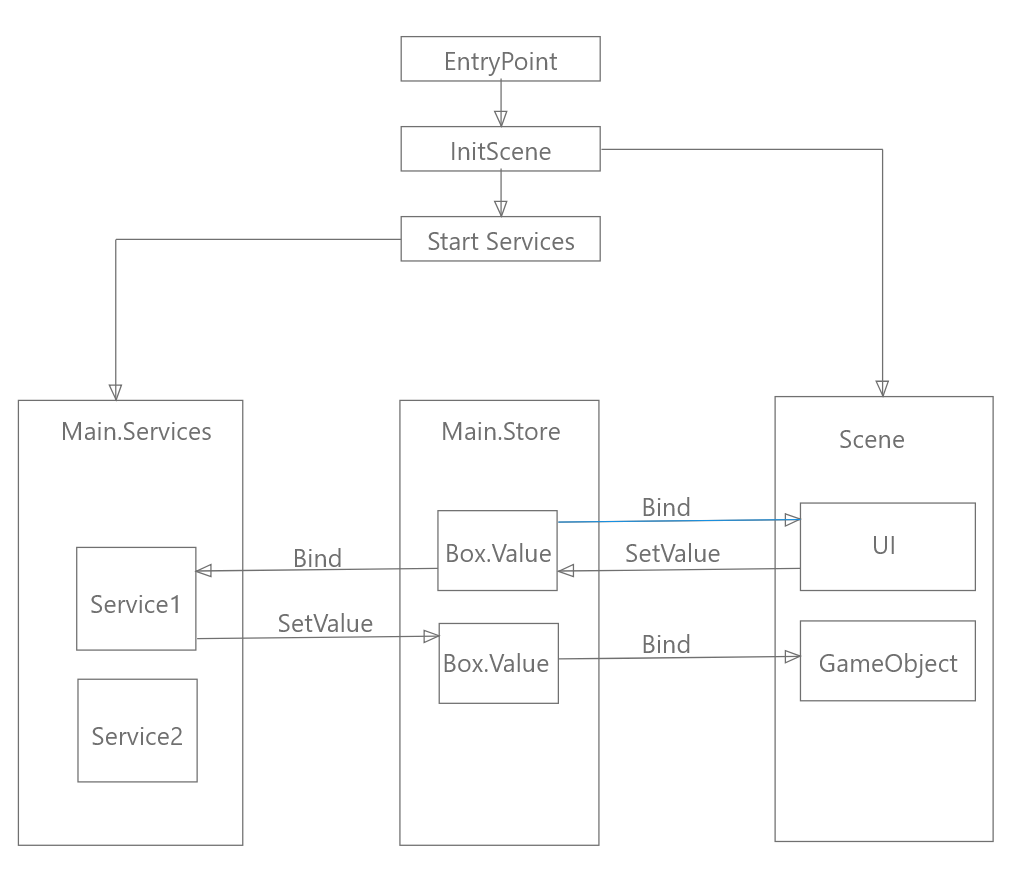 EntryPoint
InitScene
Start Services
Main.Services
Main.Store
Scene
Bind
UI
Box.Value
SetValue
Bind
Service1
SetValue
Box.Value
Bind
GameObject
Service2